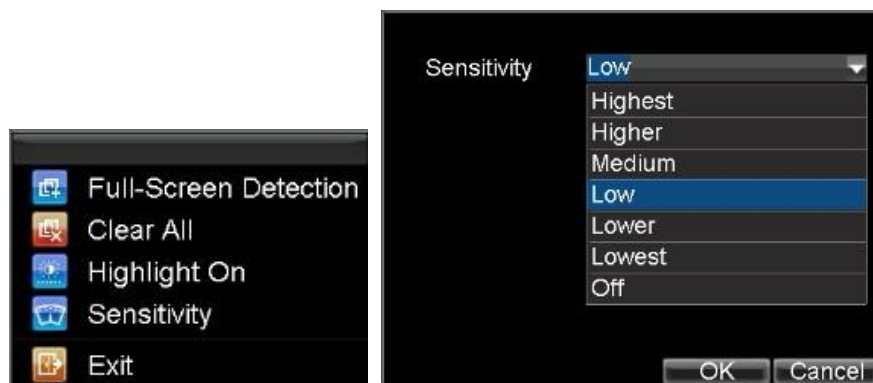 Full-Screen Detection
Clear All
Highlight On
Sensitivity
Exit
Sensitivity Low
Highest
Higher
Medium
Low
Lower
Lowest
Off
OK Cancel